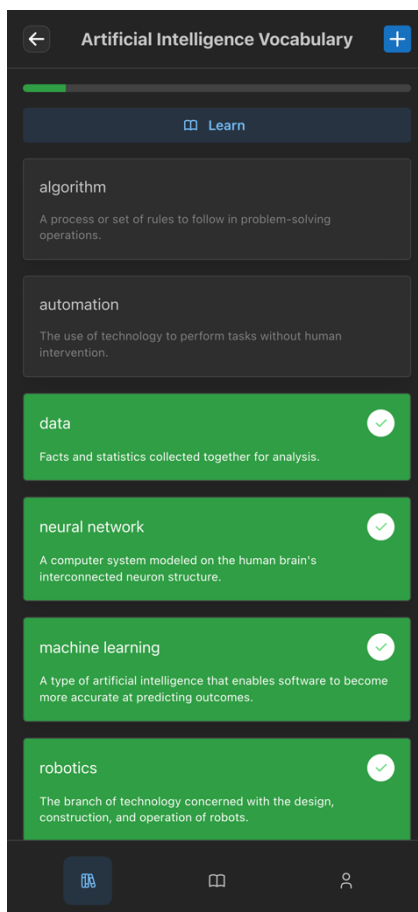 Artificial Intelligence Vocabulary
Learn
algorithm
A process or set of rules to follow in problem-solving
operations.
automation
The use of technology to perform tasks without human
intervention.
data
Facts and statistics collected together for analysis.
neural network
A computer system modeled on the human brain's
interconnected neuron structure.
machine learning
A type of artificial intelligence that enables software to become
more accurate at predicting outcomes.
robotics
The branch of technology concerned with the design,
construction, and operation of robots.